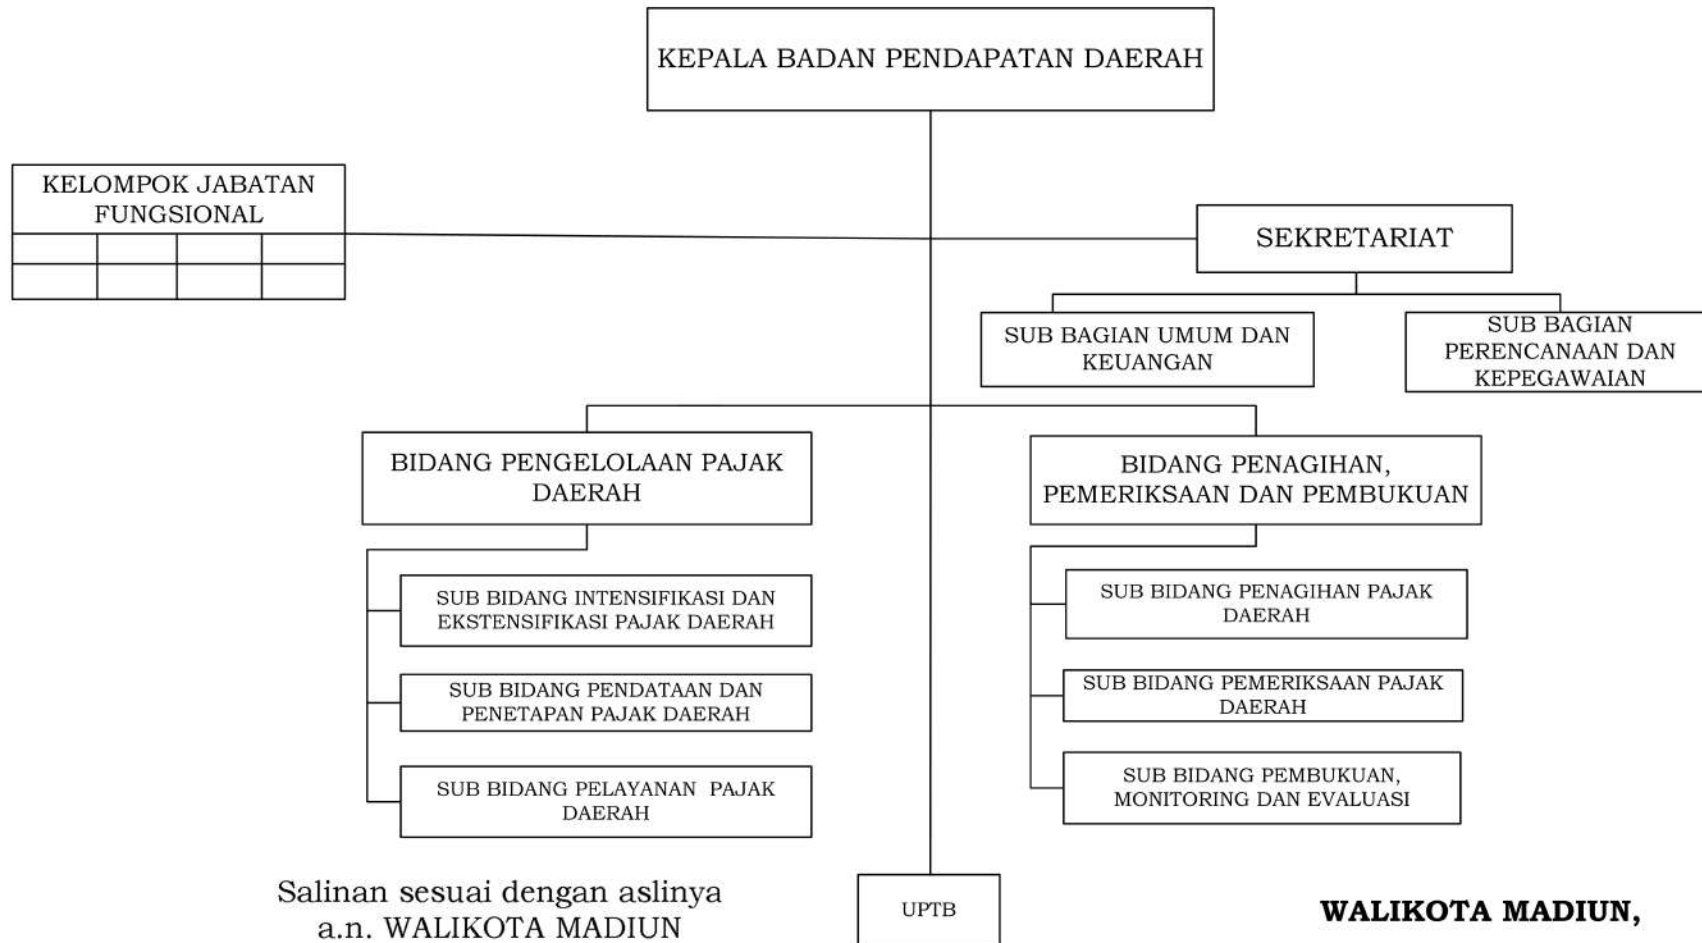 KEPALA BADAN PENDAPATAN DAERAH
KELOMPOK JABATAN
FUNGSIONAL
SEKRETARIAT
SUB BAGIAN UMUM DAN
KEUANGAN
SUB BAGIAN
PERENCANAAN DAN
KEPEGAWAIAN
BIDANG PENGELOLAAN PAJAK
DAERAH
BIDANG PENAGIHAN,
PEMERIKSAAN DAN PEMBUKUAN
SUB BIDANG INTENSIFIKASI DAN
EKSTENSIFIKASI PAJAK DAERAH
SUB BIDANG PENDATAAN DAN
PENETAPAN PAJAK DAERAH
SUB BIDANG PELAYANAN PAJAK
DAERAH
SUB BIDANG PENAGIHAN PAJAK
DAERAH
SUB BIDANG PEMERIKSAAN PAJAK
DAERAH
SUB BIDANG PEMBUKUAN,
MONITORING DAN EVALUASI
Salinan sesuai dengan aslinya
a.n. WALIKOTA MADIUN
UPTB
WALIKOTA MADIUN,